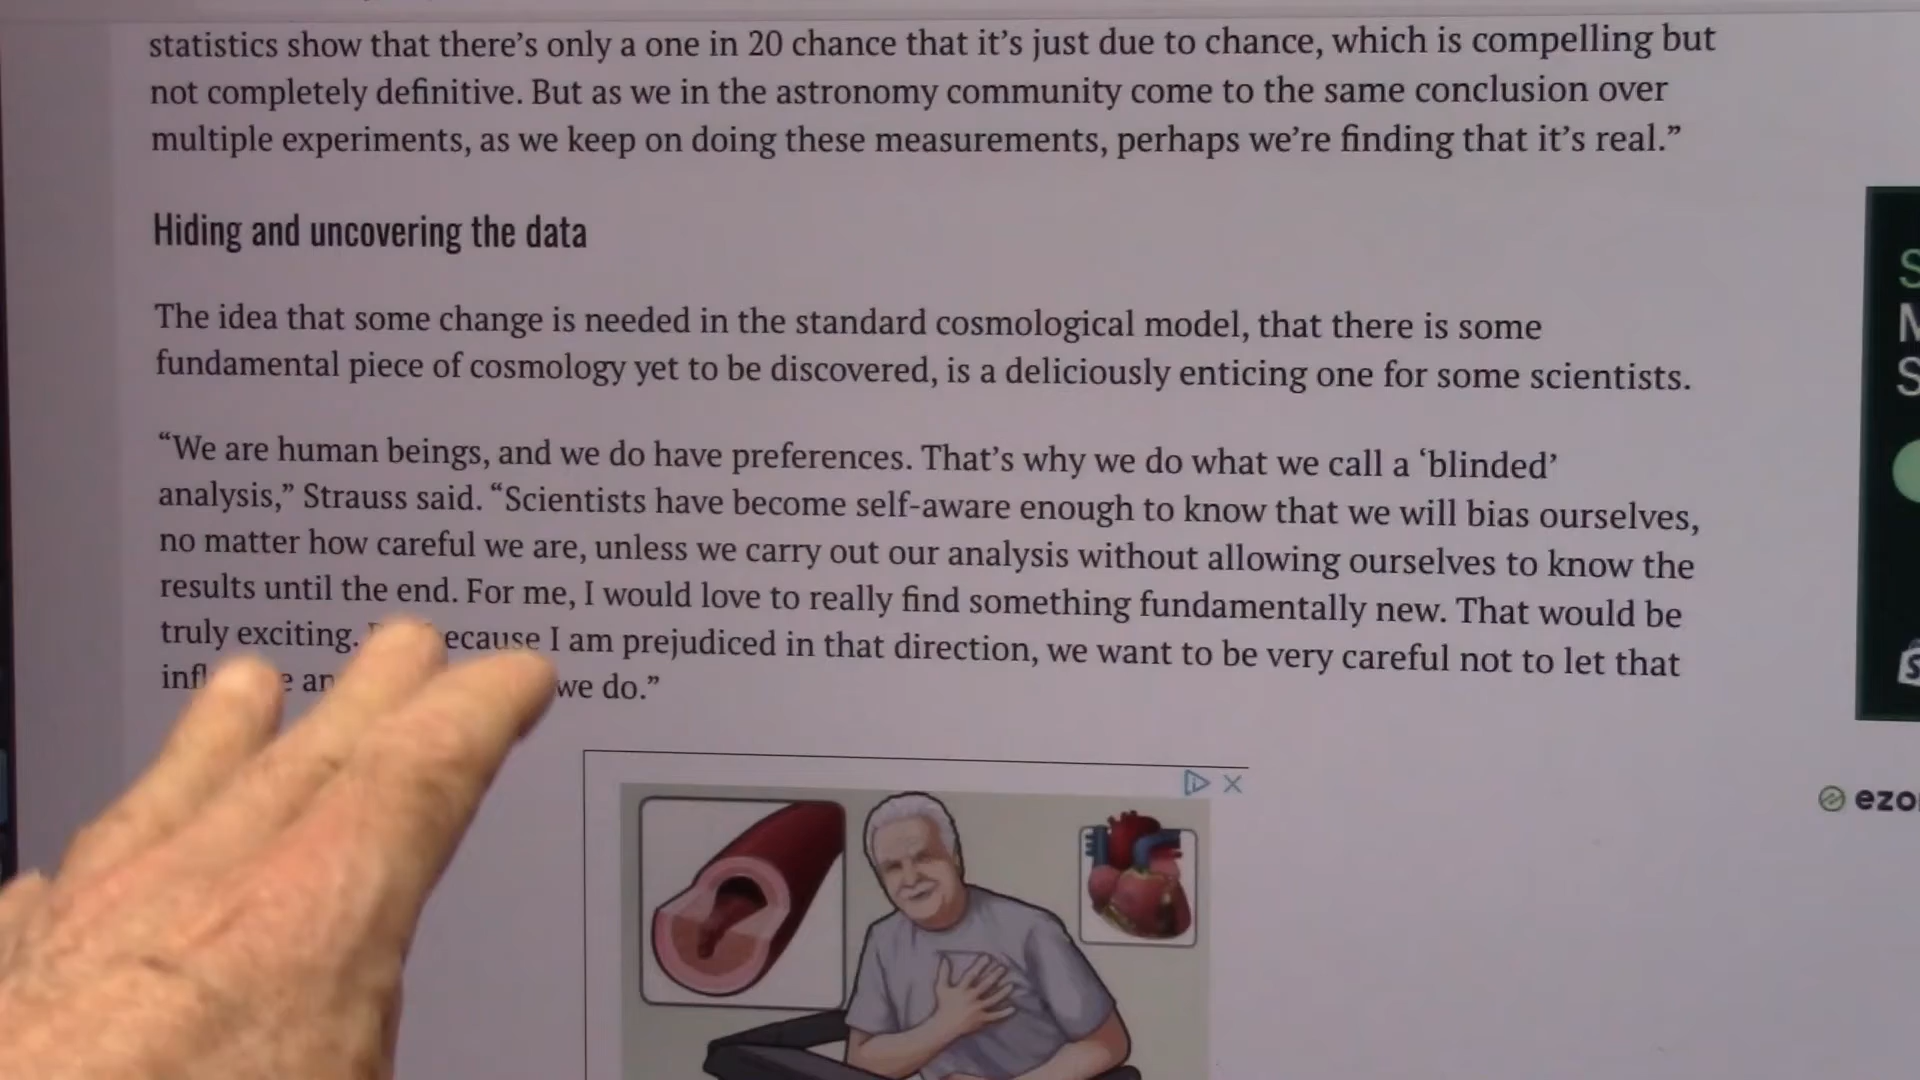 statistics show that there's only a one in 20 chance that it's just due to chance, which is compelling but
not completely definitive. But as we in the astronomy community come to the same conclusion over
multiple experiments, as we keep on doing these measurements, perhaps we're finding that it's real.”
Hiding and uncovering the data
The idea that some change is needed in the standard cosmological model, that there is some
fundamental piece of cosmology yet to be discovered, is a deliciously enticing one for some scientists.
“We are human beings, and we do have preferences. That's why we do what we call a ‘blinded’
analysis,” Strauss said. “Scientists have become self-aware enough to know that we will bias ourselves,
no matter how careful we are, unless we carry out our analysis without allowing ourselves to know the
results until the end. For me, I would love to really find something fundamentally new. That would be
truly exciting. I am prejudiced in that direction, we want to be very careful not to let that
we do.”